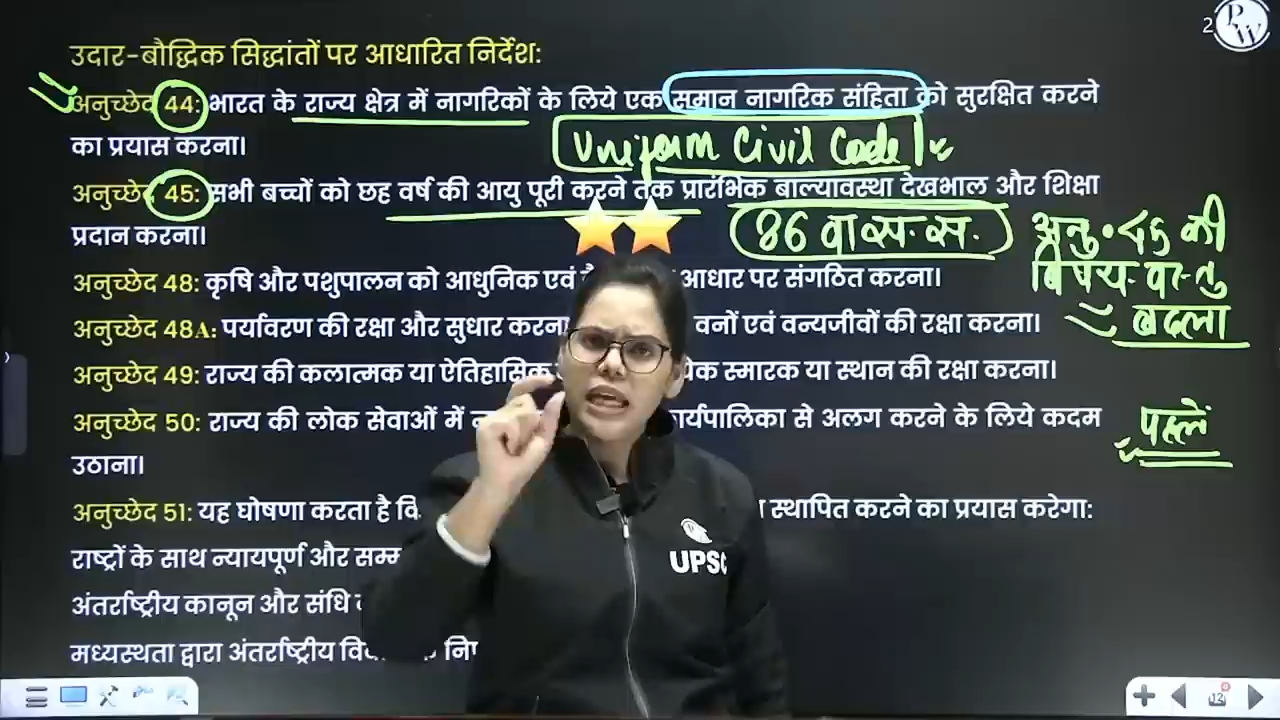 2
PW
उदार-बौद्धिक सिद्धांतों पर आधारित निर्देश:
अनुच्छेद 44: भारत के राज्य क्षेत्र में नागरिकों के लिये एक समान नागरिक संहिता को सुरक्षित करने
का प्रयास करना।
Uniform Civil Code
अनुच्छेद 45: सभी बच्चों को छह वर्ष की आयु पूरी करने तक प्रारंभिक बाल्यावस्था देखभाल और शिक्षा
प्रदान करना।
86 वा स. स.
अनु. 45 की
विषय-वस्तु
बदला
अनुच्छेद 48: कृषि और पशुपालन को आधुनिक एवं आधार पर संगठित करना।
अनुच्छेद 48A: पर्यावरण की रक्षा और सुधार करना वनों एवं वन्यजीवों की रक्षा करना।
अनुच्छेद 49: राज्य की कलात्मक या ऐतिहासिक स्मारक या स्थान की रक्षा करना।
अनुच्छेद 50: राज्य की लोक सेवाओं में कार्यपालिका से अलग करने के लिये कदम
उठाना।
पहले
अनुच्छेद 51: यह घोषणा करता है स्थापित करने का प्रयास करेगा:
राष्ट्रों के साथ न्यायपूर्ण और
अंतर्राष्ट्रीय कानून और संधि
मध्यस्थता द्वारा अंतर्राष्ट्रीय
UPSC
12